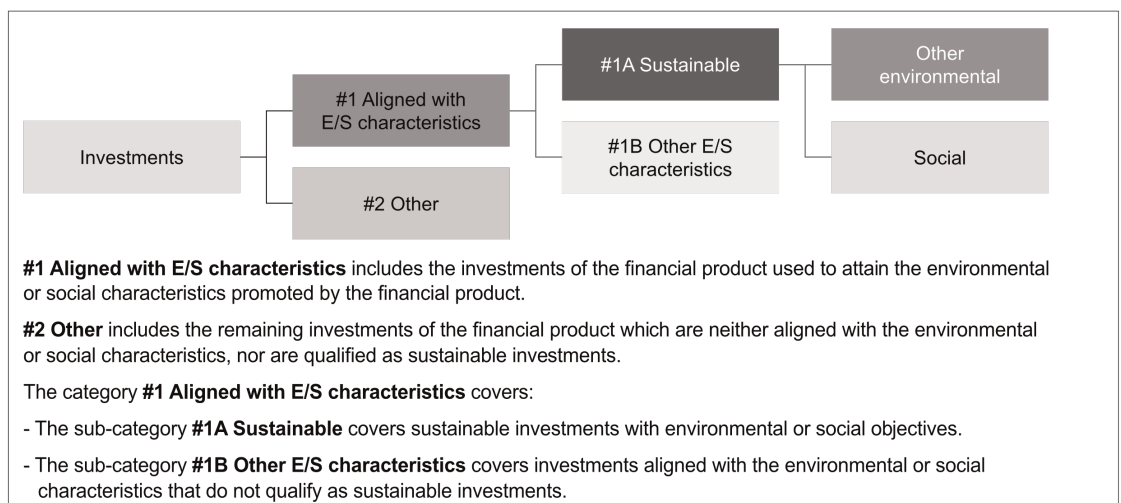 #1A Sustainable
Other
environmental
#1 Aligned with
E/S characteristics
Investments
#1B Other E/S
characteristics
Social
#2 Other
#1 Aligned with E/S characteristics includes the investments of the financial product used to attain the environmental
or social characteristics promoted by the financial product.
#2 Other includes the remaining investments of the financial product which are neither aligned with the environmental
or social characteristics, nor are qualified as sustainable investments.
The category #1 Aligned with E/S characteristics covers:
- The sub-category #1A Sustainable covers sustainable investments with environmental or social objectives.
- The sub-category #1B Other E/S characteristics covers investments aligned with the environmental or social
characteristics that do not qualify as sustainable investments.